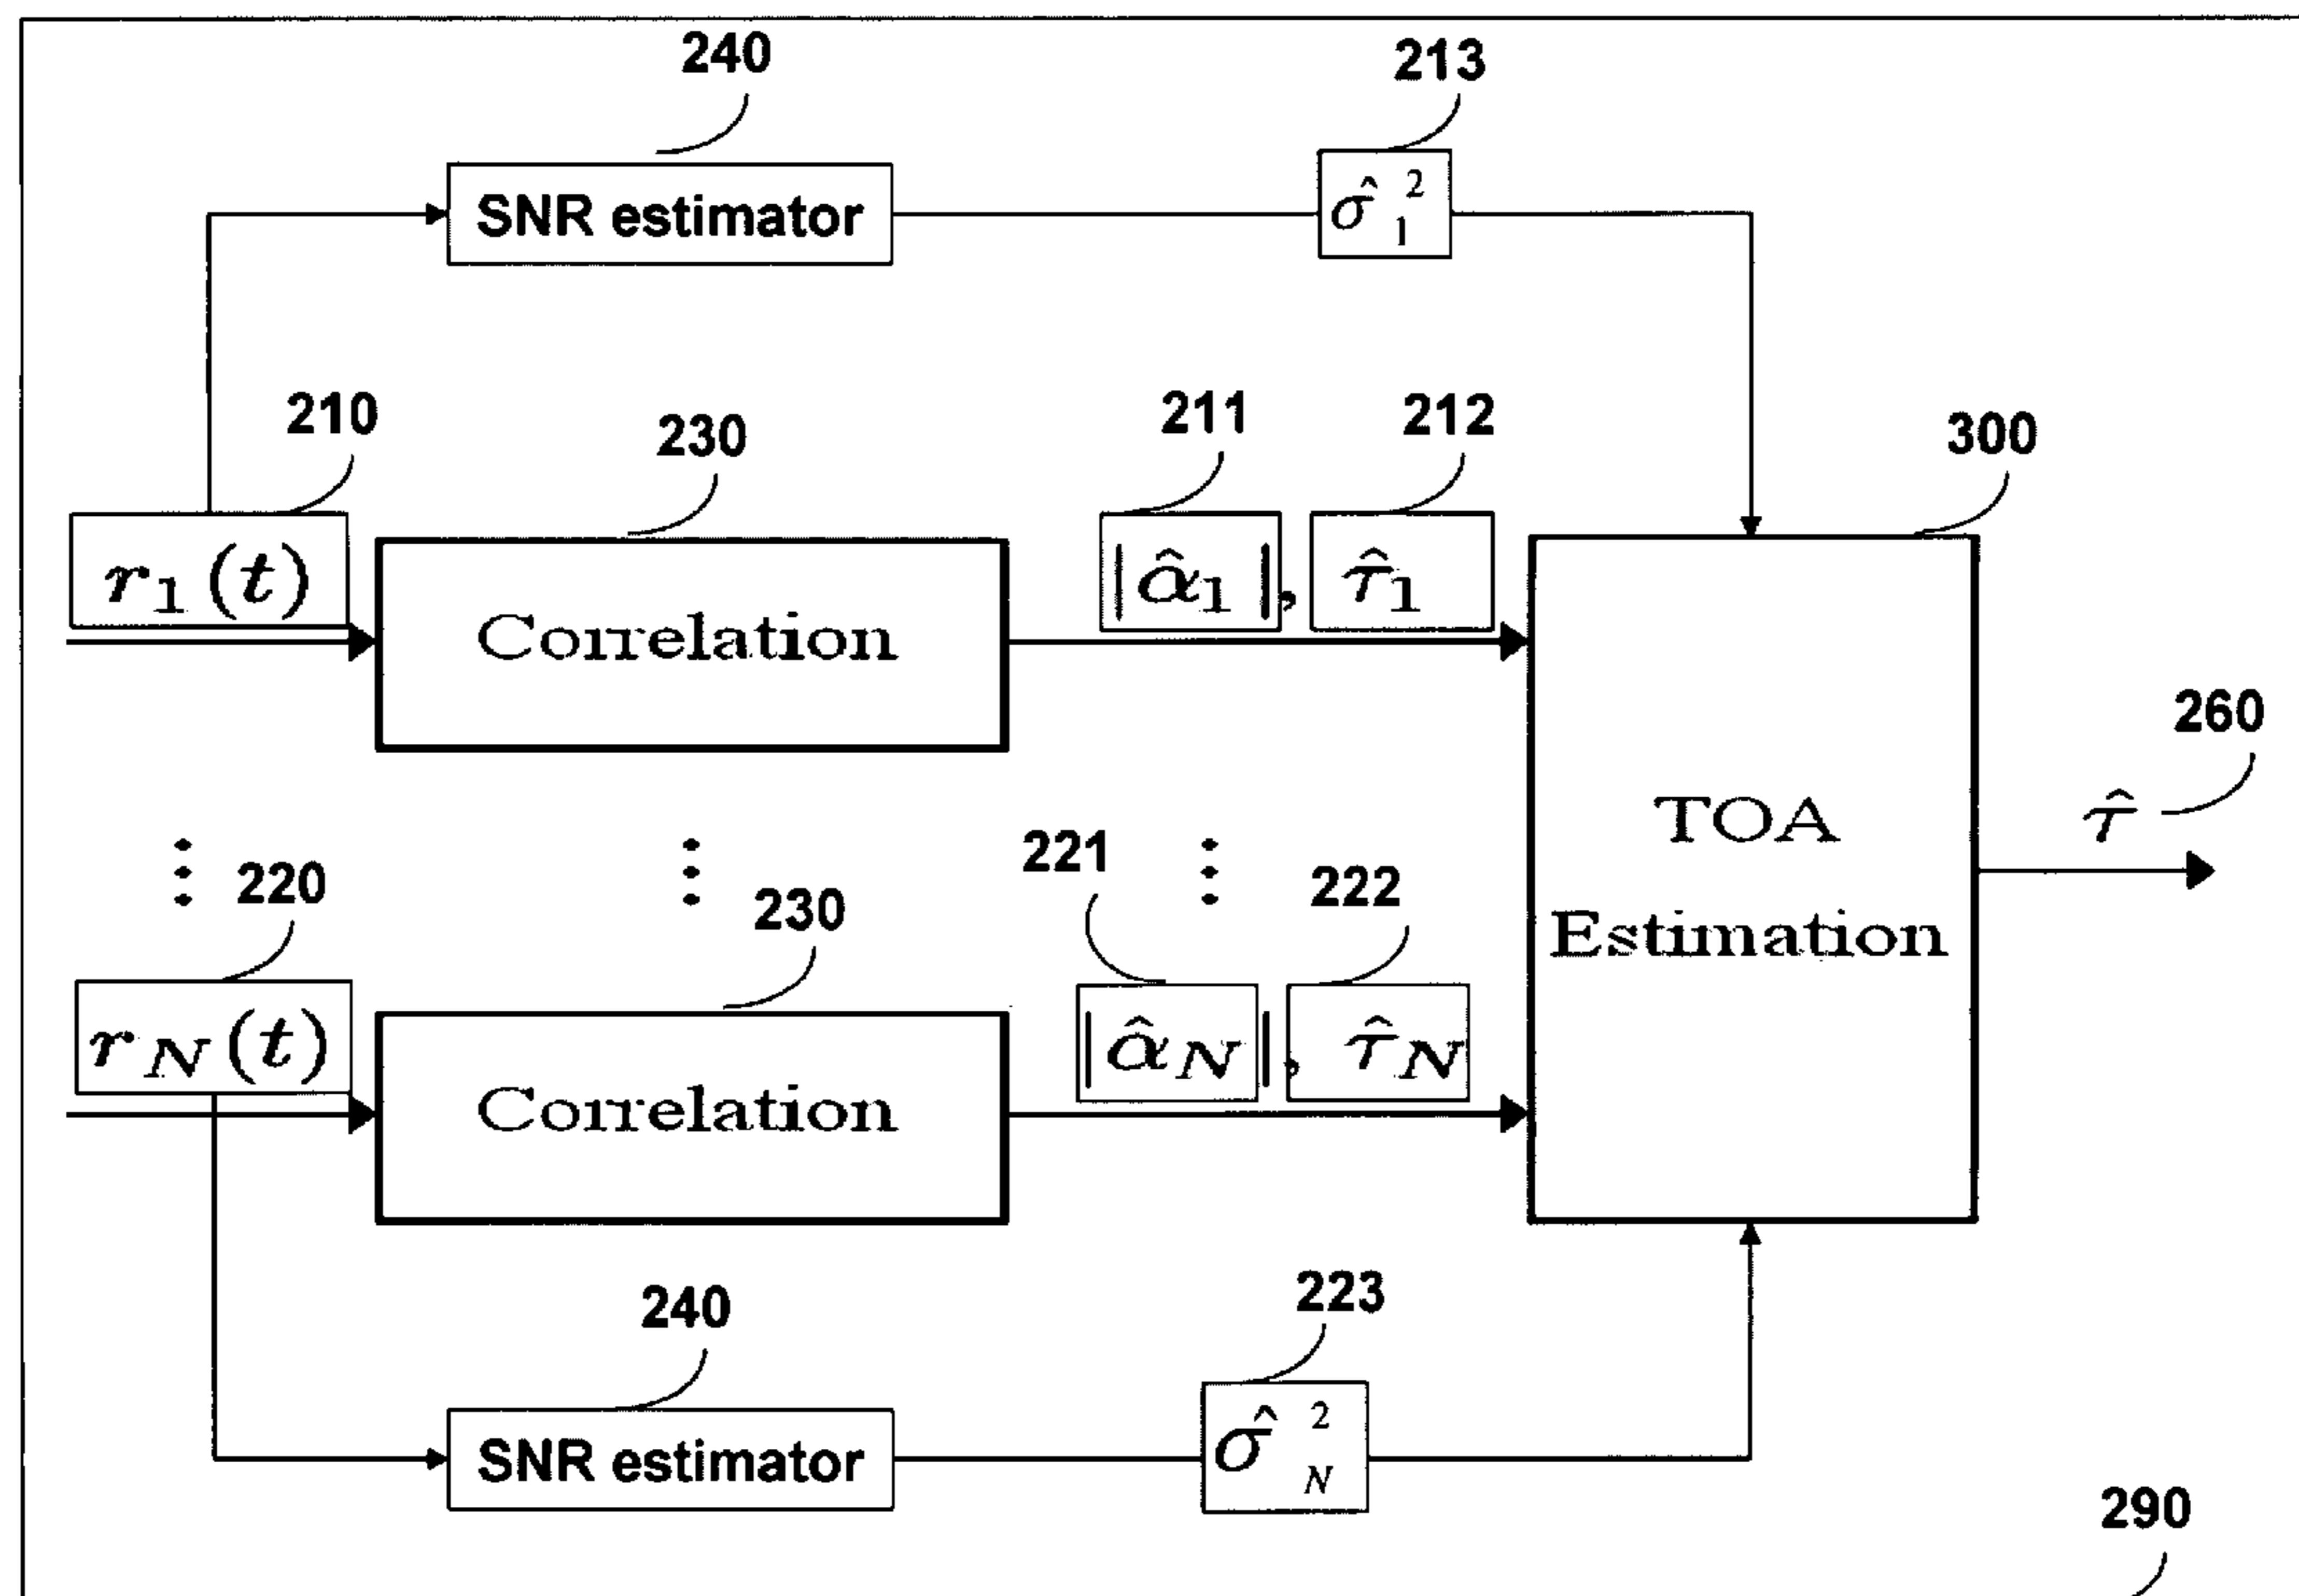 240
213
SNR estimator
σ̂₁²
210
230
211
212
300
r₁(t)
Correlation
|α̂₁|, τ̂₁
260
TOA
Estimation
τ̂
220
230
221
222
r_N(t)
Correlation
|α̂_N|, τ̂_N
240
223
SNR estimator
σ̂_N²
290